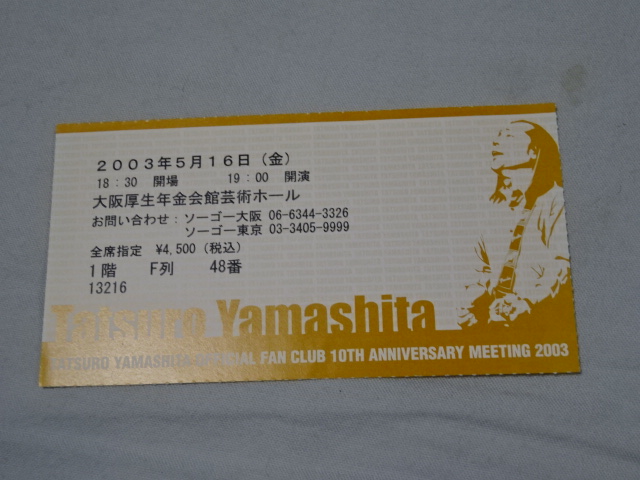 2003年5月16日(金)
18:30 開場 19:00 開演
大阪厚生年金会館芸術ホール
お問い合わせ:ソーゴー大阪 06-6344-3326
ソーゴー東京 03-3405-9999
全席指定 ¥4,500(税込)
1階 F列 48番
13216
Tatsuro Yamashita
TATSURO YAMASHITA OFFICIAL FAN CLUB 10TH ANNIVERSARY MEETING 2003